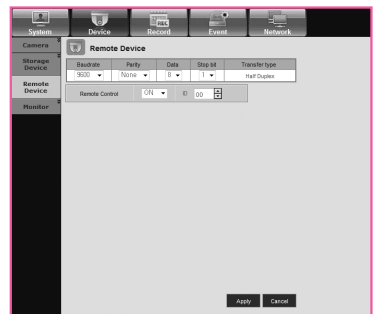 System Device Record Event Network
REC
Camera
Storage Device
Remote Device
Monitor
Remote Device
Baudrate Parity Data Stop bit Transfer type
9600 None 8 1 Half Duplex
Remote Control ON ID 00
Apply Cancel